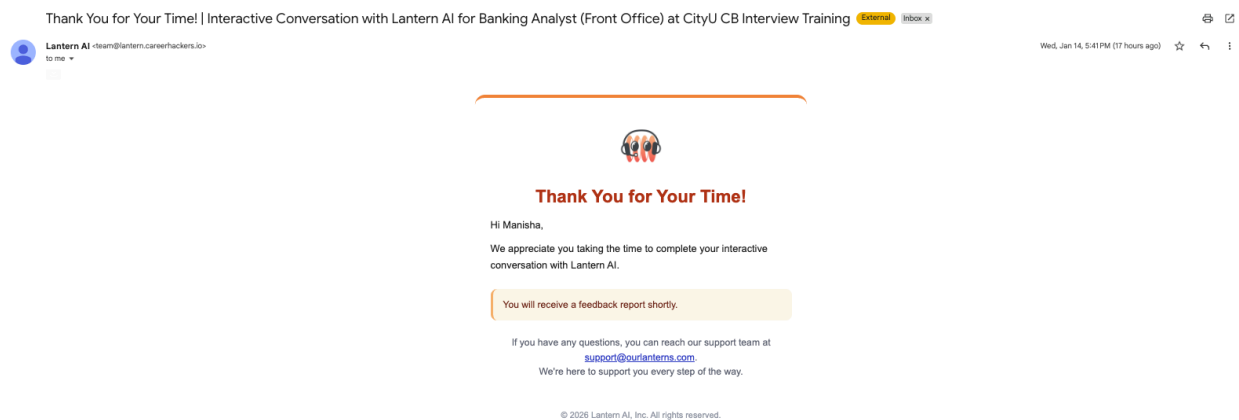 Thank You for Your Time! | Interactive Conversation with Lantern AI for Banking Analyst (Front Office) at CityU CB Interview Training External Inbox x
Lantern AI <team@lantern.careerhackers.io>
Wed, Jan 14, 5:41 PM (17 hours ago)
to me
Thank You for Your Time!
Hi Manisha,
We appreciate you taking the time to complete your interactive
conversation with Lantern AI.
You will receive a feedback report shortly.
If you have any questions, you can reach our support team at
support@ourlanterns.com.
We're here to support you every step of the way.
© 2026 Lantern AI, Inc. All rights reserved.